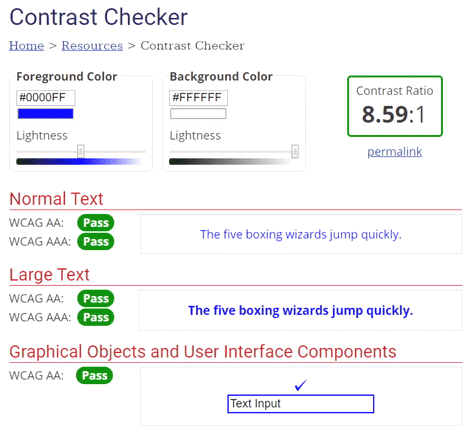 Contrast Checker
Home > Resources > Contrast Checker
Foreground Color
#0000FF
Lightness
Background Color
#FFFFFF
Lightness
Contrast Ratio
8.59:1
permalink
Normal Text
WCAG AA: Pass
WCAG AAA: Pass
The five boxing wizards jump quickly.
Large Text
WCAG AA: Pass
WCAG AAA: Pass
The five boxing wizards jump quickly.
Graphical Objects and User Interface Components
WCAG AA: Pass
✓
Text Input